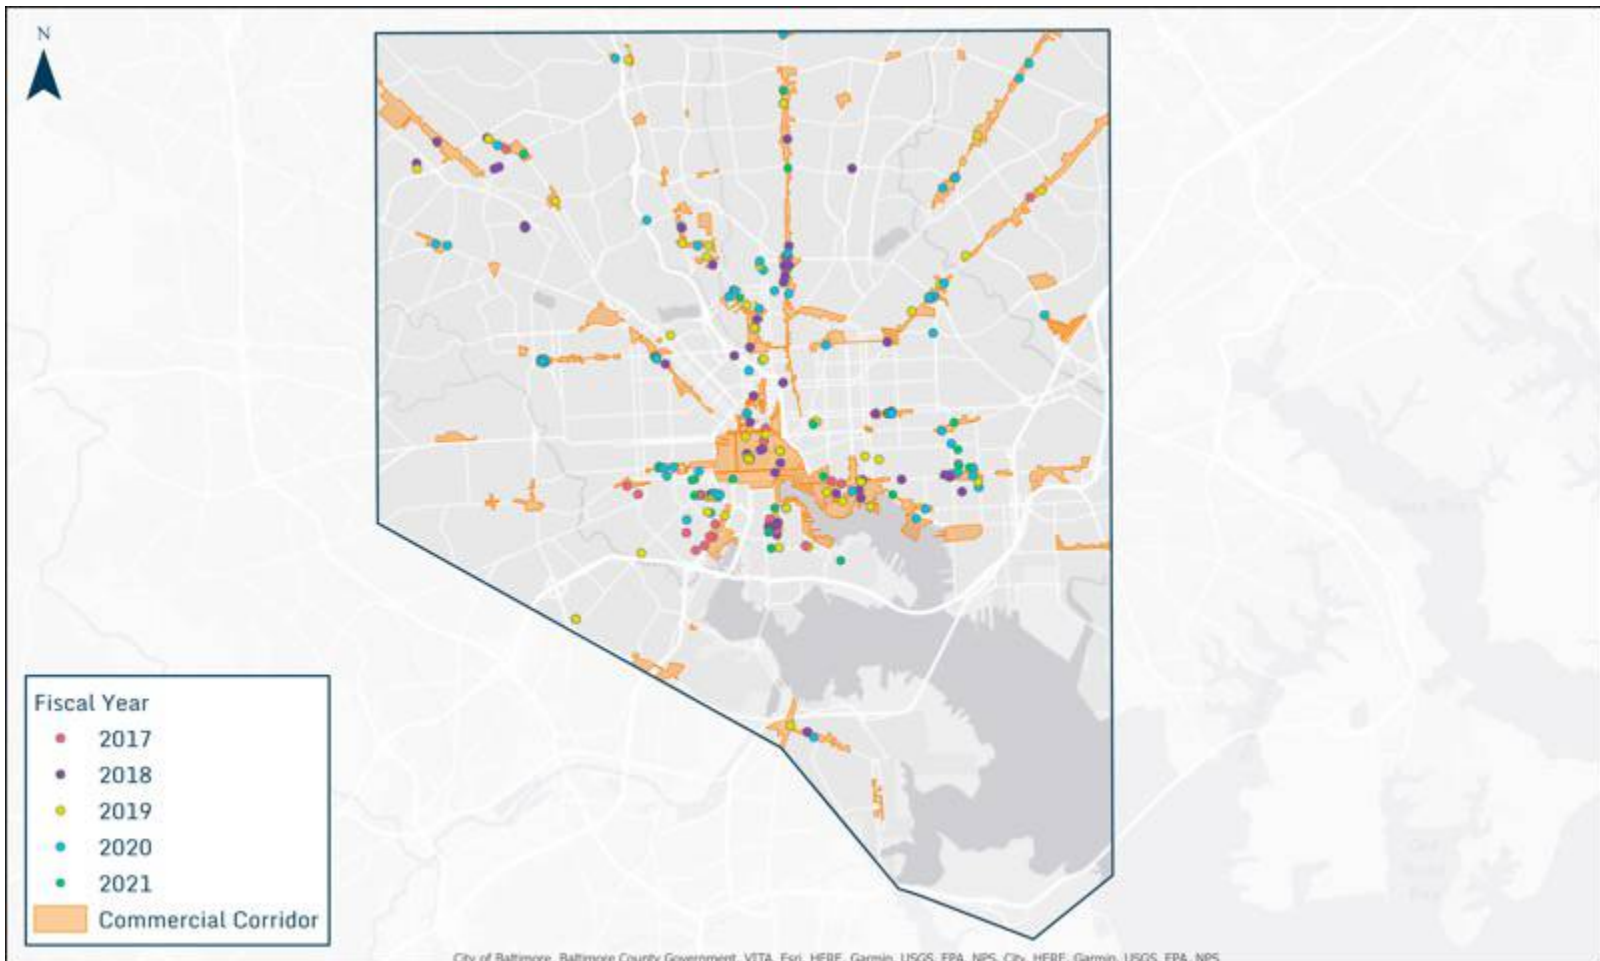 N
Fiscal Year
2017
2018
2019
2020
2021
Commercial Corridor
City of Baltimore, Baltimore County Government, VITA, Esri, HERE, Garmin, USGS, EPA, NPS, City, HERE, Garmin, USGS, EPA, NPS